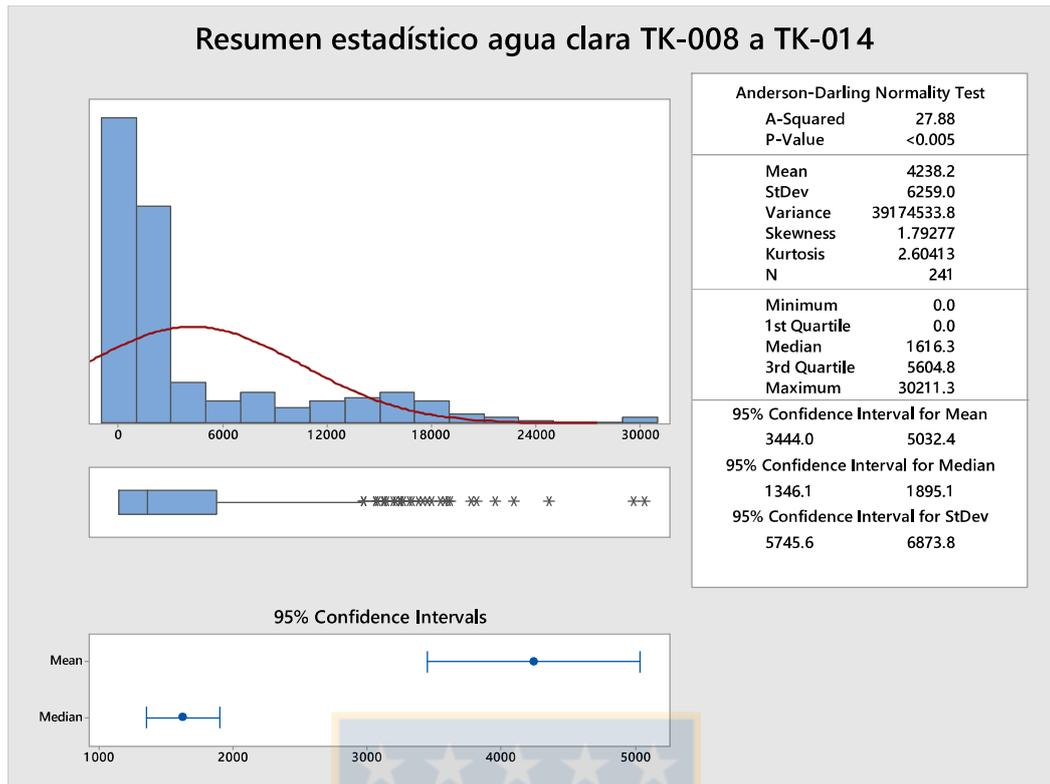 Resumen estadístico agua clara TK-008 a TK-014
Anderson-Darling Normality Test
A-Squared 27.88
P-Value <0.005
Mean 4238.2
StDev 6259.0
Variance 39174533.8
Skewness 1.79277
Kurtosis 2.60413
N 241
Minimum 0.0
1st Quartile 0.0
Median 1616.3
3rd Quartile 5604.8
Maximum 30211.3
95% Confidence Interval for Mean
3444.0 5032.4
95% Confidence Interval for Median
1346.1 1895.1
95% Confidence Interval for StDev
5745.6 6873.8
0 6000 12000 18000 24000 30000
95% Confidence Intervals
Mean
Median
1000 2000 3000 4000 5000